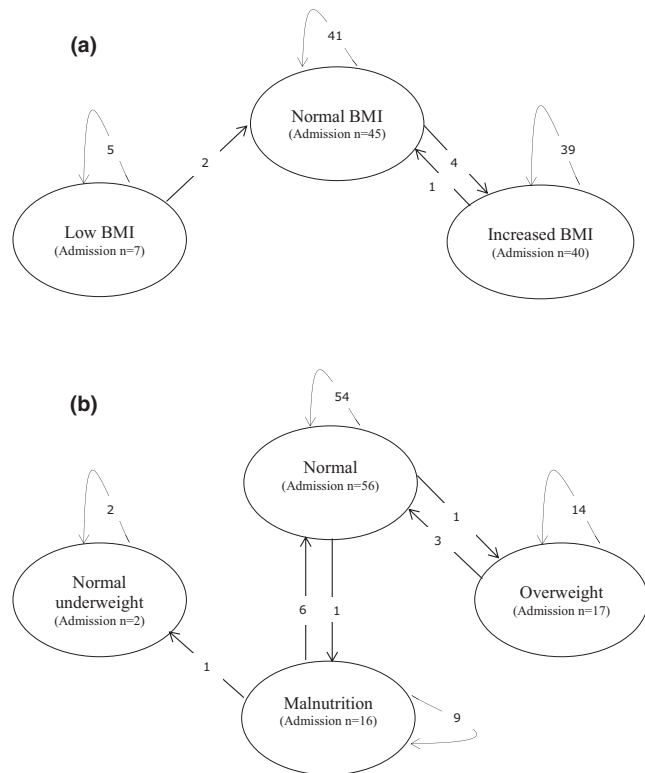 (a)
41
Normal BMI
(Admission n=45)
5
2
4
1
39
Low BMI
(Admission n=7)
Increased BMI
(Admission n=40)
(b)
54
Normal
(Admission n=56)
2
1
3
14
Normal
underweight
(Admission n=2)
Overweight
(Admission n=17)
6
1
1
Malnutrition
(Admission n=16)
9